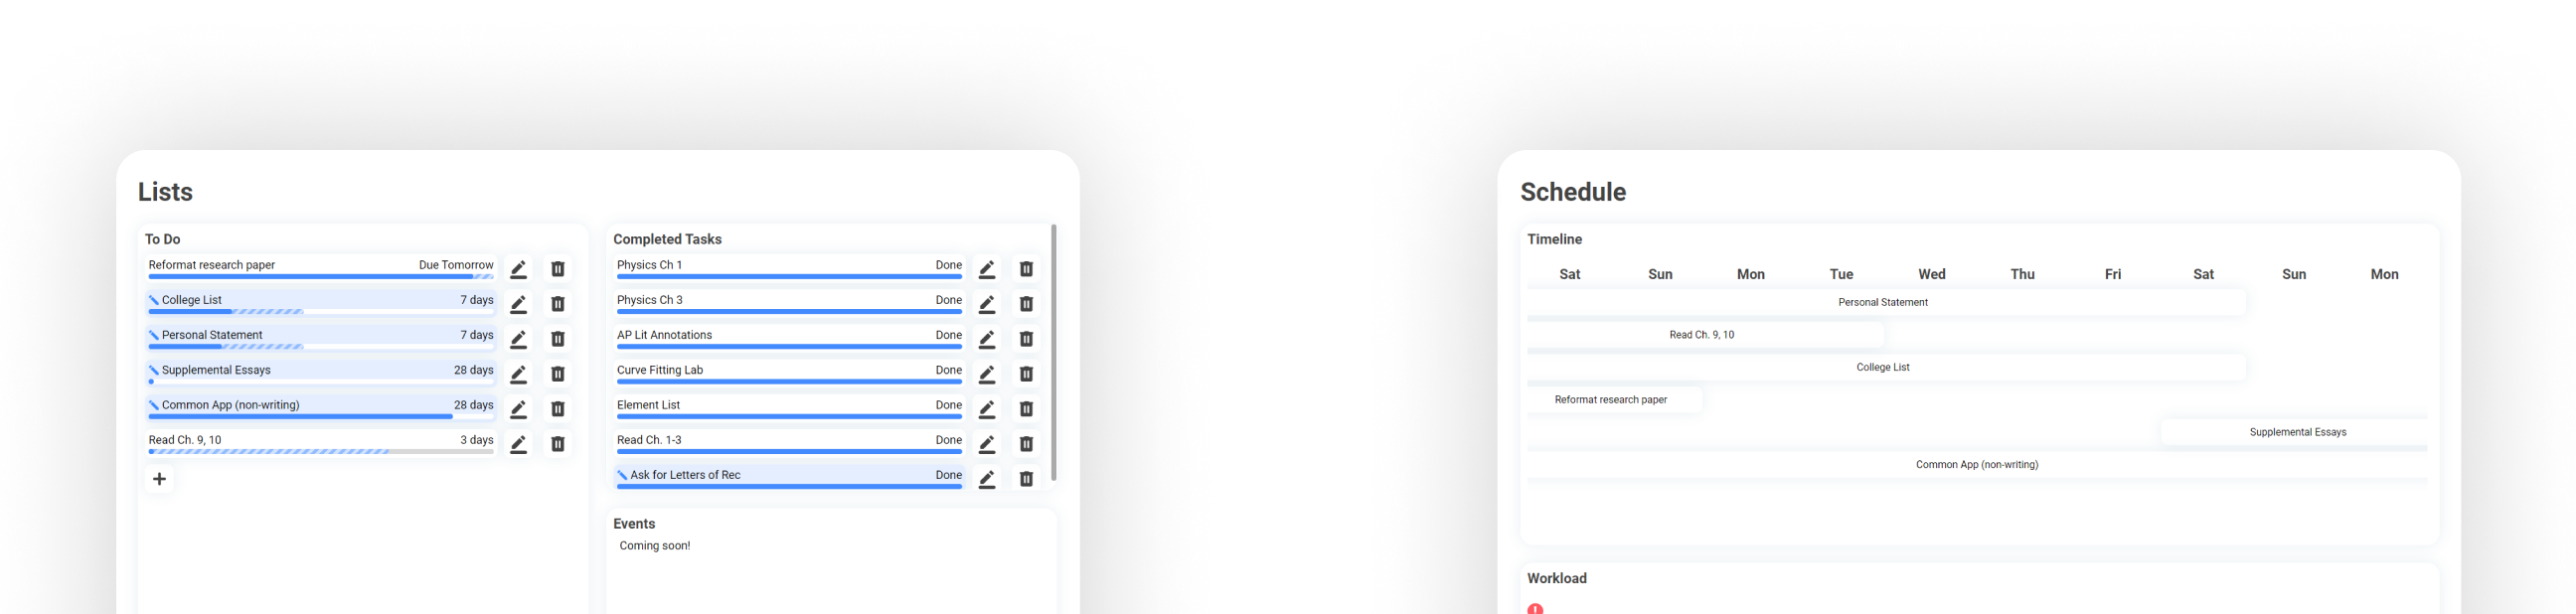 Lists
To Do
Reformat research paper Due Tomorrow
College List 7 days
Personal Statement 7 days
Supplemental Essays 28 days
Common App (non-writing) 28 days
Read Ch. 9, 10 3 days
Completed Tasks
Physics Ch 1 Done
Physics Ch 3 Done
AP Lit Annotations Done
Curve Fitting Lab Done
Element List Done
Read Ch. 1-3 Done
Ask for Letters of Rec Done
Events
Coming soon!
Schedule
Timeline
Sat Sun Mon Tue Wed Thu Fri Sat Sun Mon
Personal Statement
Read Ch. 9, 10
College List
Reformat research paper
Supplemental Essays
Common App (non-writing)
Workload